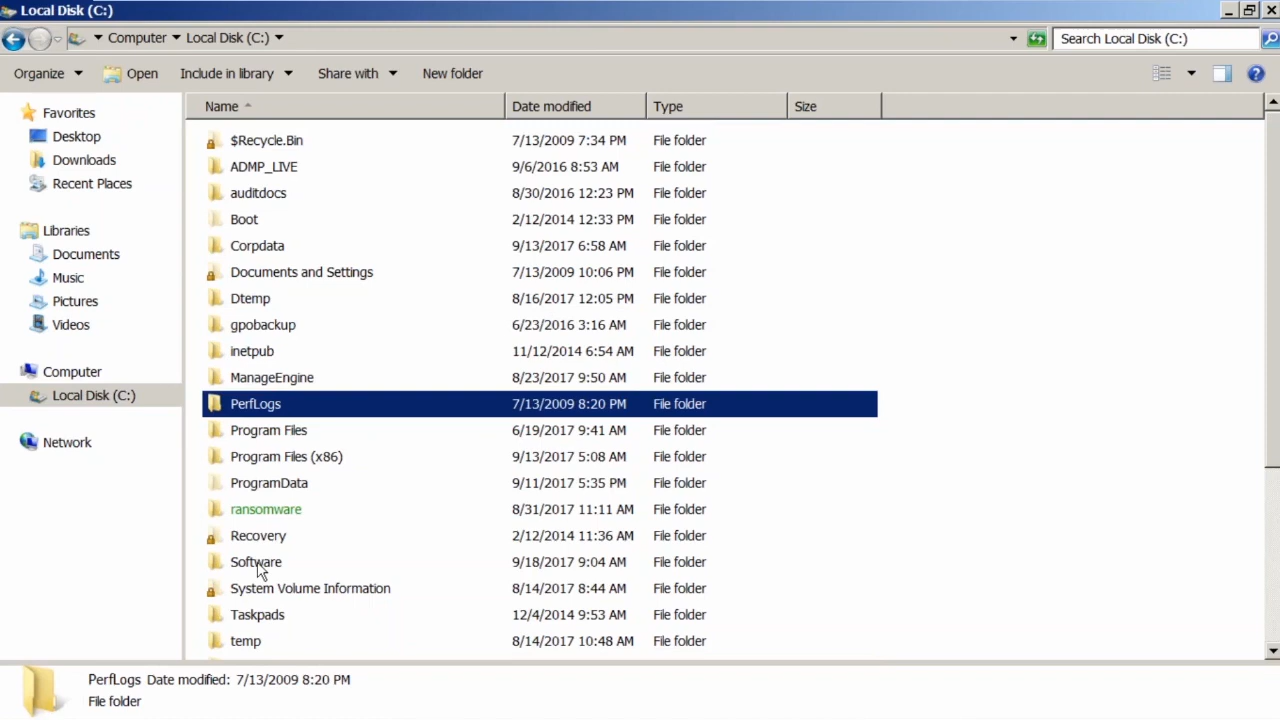 Local Disk (C:)
Computer Local Disk (C:) Search Local Disk (C:)
Organize Open Include in library Share with New folder
Favorites
Desktop
Downloads
Recent Places
Libraries
Documents
Music
Pictures
Videos
Computer
Local Disk (C:)
Network
Name Date modified Type Size
$Recycle.Bin 7/13/2009 7:34 PM File folder
ADMP_LIVE 9/6/2016 8:53 AM File folder
auditdocs 8/30/2016 12:23 PM File folder
Boot 2/12/2014 12:33 PM File folder
Corpdata 9/13/2017 6:58 AM File folder
Documents and Settings 7/13/2009 10:06 PM File folder
Dtemp 8/16/2017 12:05 PM File folder
gpobackup 6/23/2016 3:16 AM File folder
inetpub 11/12/2014 6:54 AM File folder
ManageEngine 8/23/2017 9:50 AM File folder
PerfLogs 7/13/2009 8:20 PM File folder
Program Files 6/19/2017 9:41 AM File folder
Program Files (x86) 9/13/2017 5:08 AM File folder
ProgramData 9/11/2017 5:35 PM File folder
ransomware 8/31/2017 11:11 AM File folder
Recovery 2/12/2014 11:36 AM File folder
Software 9/18/2017 9:04 AM File folder
System Volume Information 8/14/2017 8:44 AM File folder
Taskpads 12/4/2014 9:53 AM File folder
temp 8/14/2017 10:48 AM File folder
PerfLogs Date modified: 7/13/2009 8:20 PM
File folder